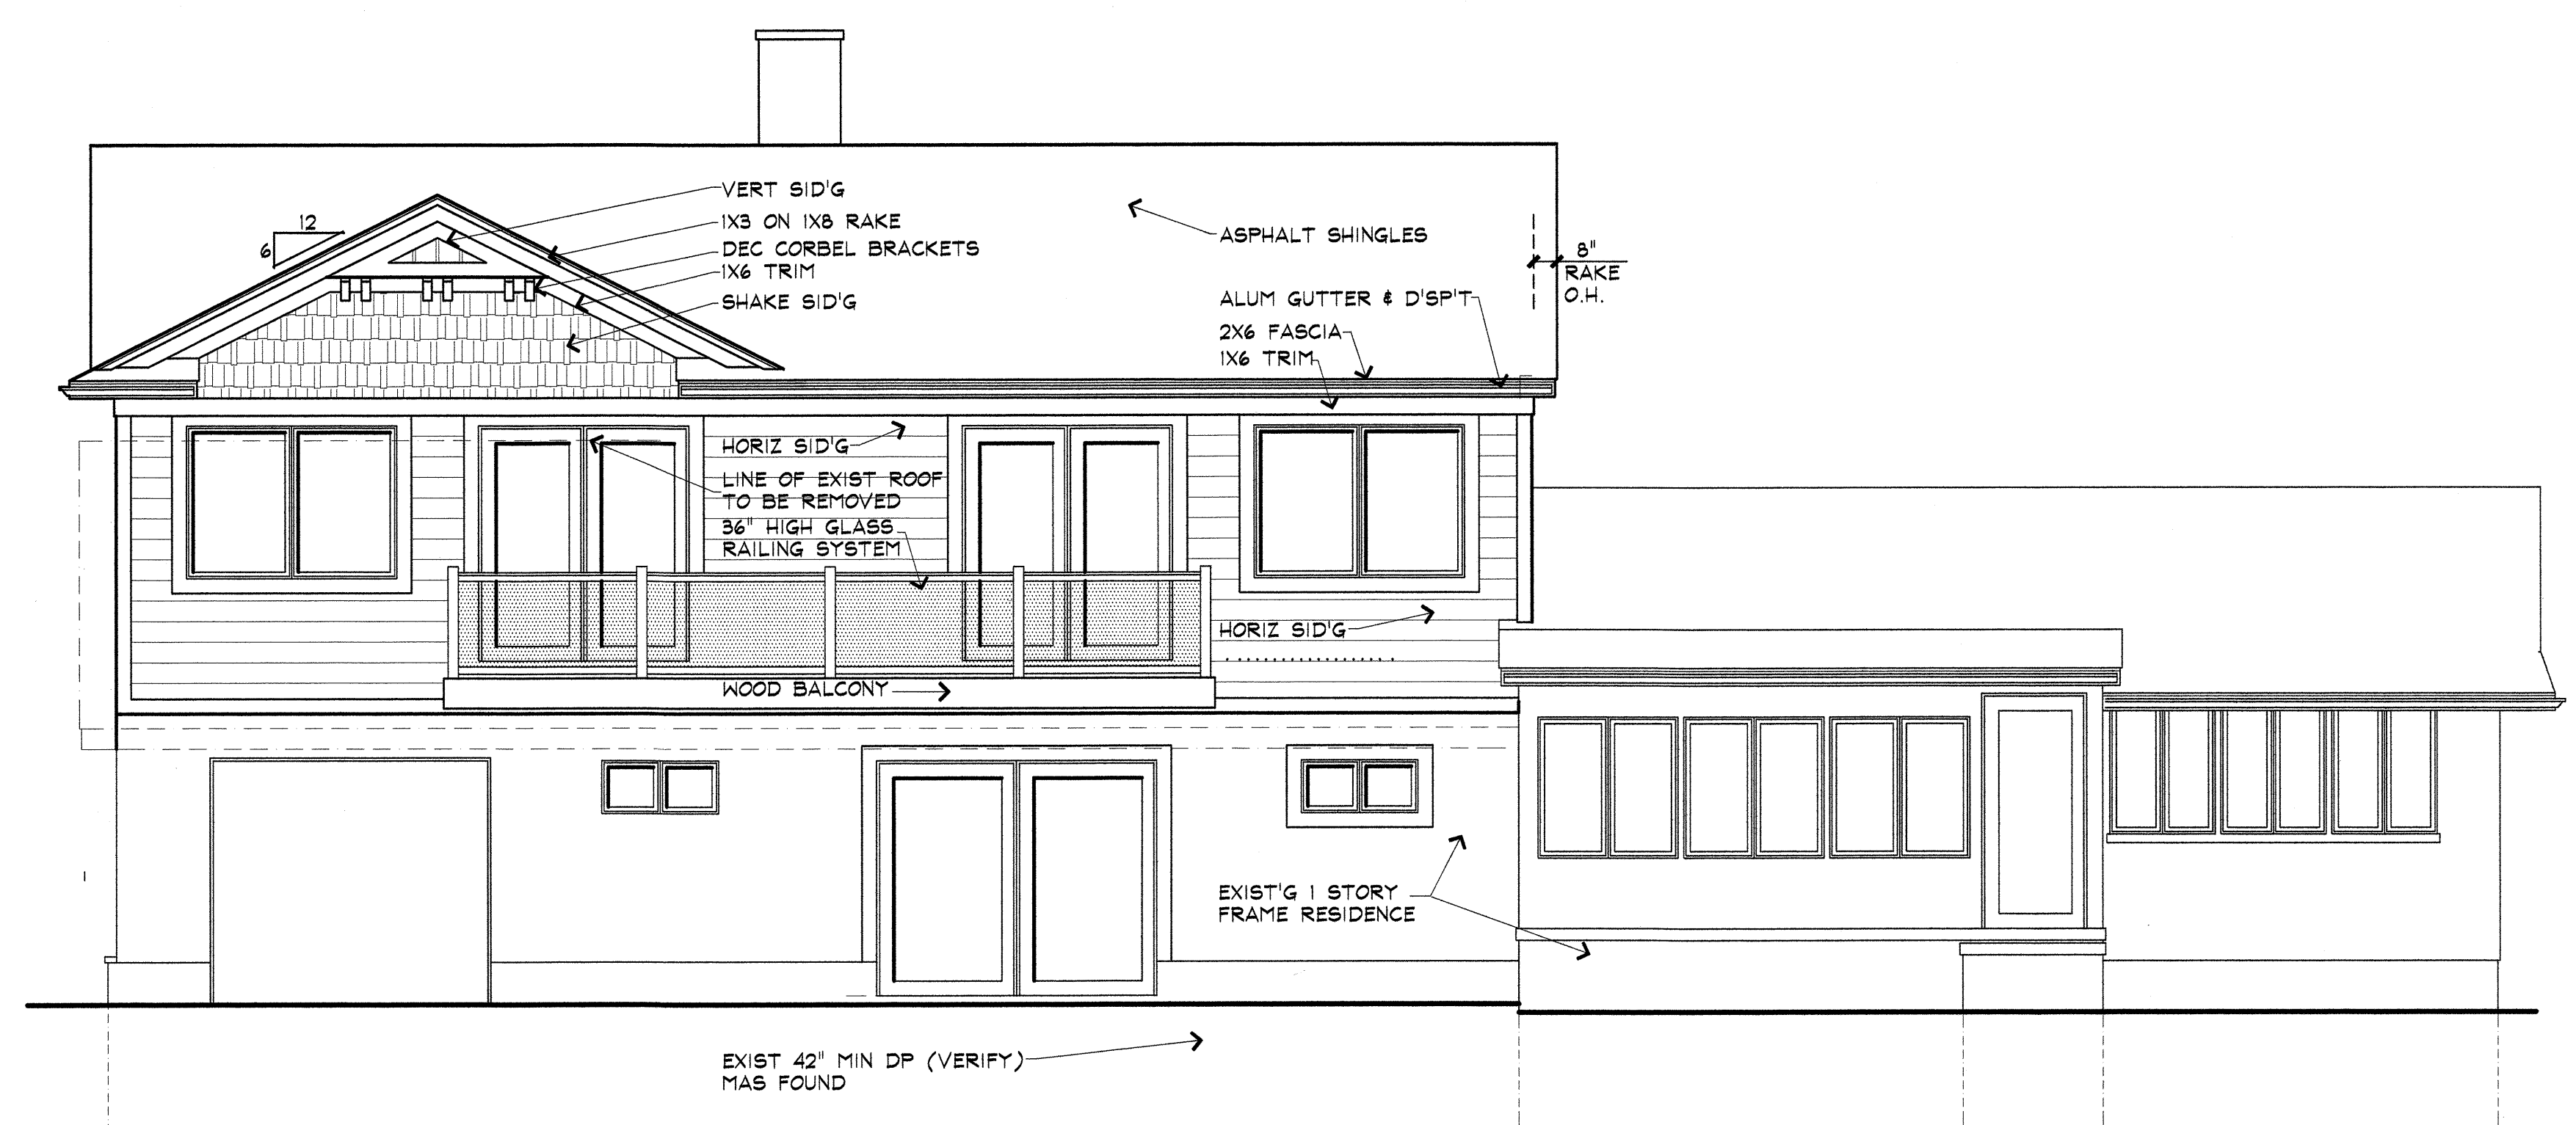 VERT SID'G
12
1X3 ON 1X8 RAKE
6
DEC CORBEL BRACKETS
1X6 TRIM
SHAKE SID'G
ASPHALT SHINGLES
8"
RAKE
O.H.
ALUM GUTTER & D'SP'T
2X6 FASCIA
1X6 TRIM
HORIZ SID'G
LINE OF EXIST ROOF
TO BE REMOVED
36" HIGH GLASS
RAILING SYSTEM
HORIZ SID'G
WOOD BALCONY
EXIST'G 1 STORY
FRAME RESIDENCE
EXIST 42" MIN DP (VERIFY)
MAS FOUND